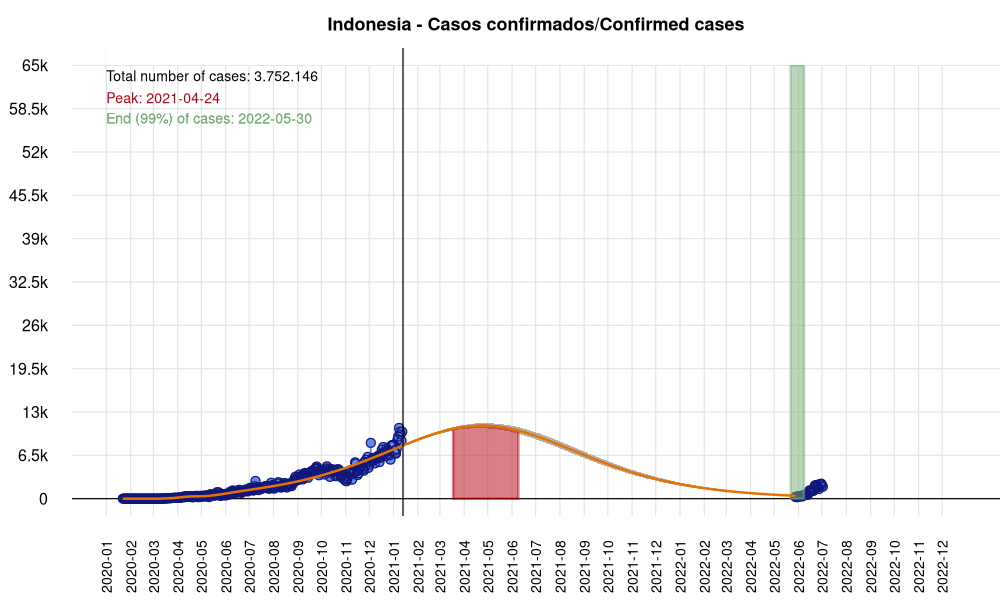 Indonesia - Casos confirmados/Confirmed cases
Total number of cases: 3.752.146
Peak: 2021-04-24
End (99%) of cases: 2022-05-30
65k
58.5k
52k
45.5k
39k
32.5k
26k
19.5k
13k
6.5k
0
2020-01
2020-02
2020-03
2020-04
2020-05
2020-06
2020-07
2020-08
2020-09
2020-10
2020-11
2020-12
2021-01
2021-03
2021-04
2021-05
2021-06
2021-07
2021-08
2021-09
2021-10
2021-11
2021-12
2022-01
2022-02
2022-03
2022-04
2022-05
2022-06
2022-07
2022-08
2022-09
2022-10
2022-11
2022-12